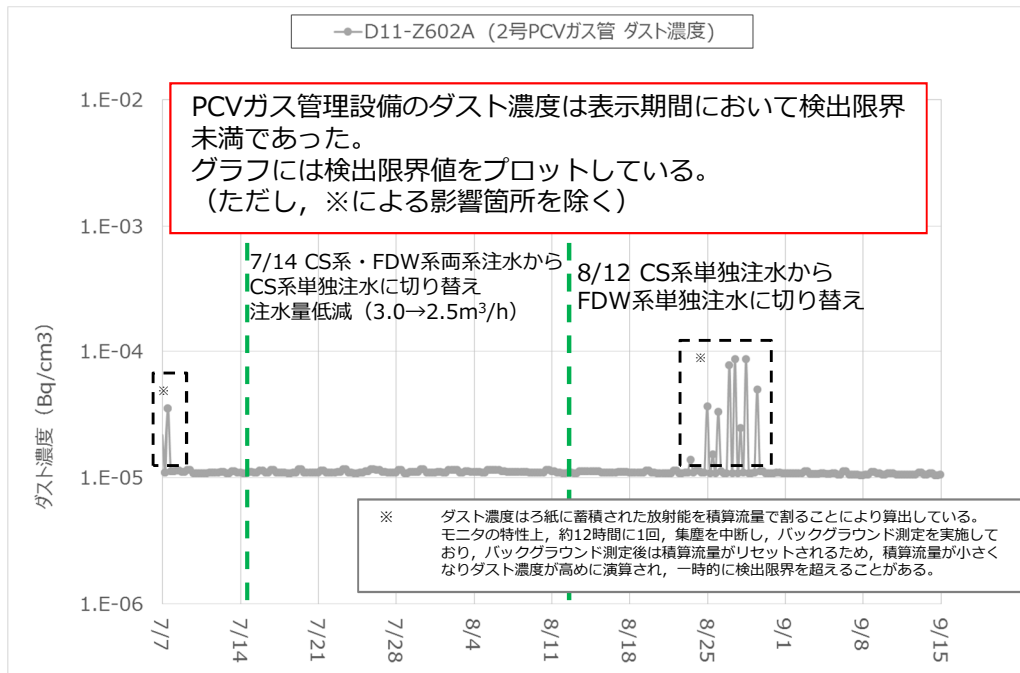 D11-Z602A (2号PCVガス管 ダスト濃度)
PCVガス管理設備のダスト濃度は表示期間において検出限界
未満であった。
グラフには検出限界値をプロットしている。
（ただし，※による影響箇所を除く）
7/14 CS系・FDW系両系注水から
CS系単独注水に切り替え
注水量低減（3.0→2.5m³/h）
8/12 CS系単独注水から
FDW系単独注水に切り替え
※
※
※ ダスト濃度はろ紙に蓄積された放射能を積算流量で割ることにより算出している。
モニタの特性上，約12時間に1回，集塵を中断し，バックグラウンド測定を実施して
おり，バックグラウンド測定後は積算流量がリセットされるため，積算流量が小さく
なりダスト濃度が高めに演算され，一時的に検出限界を超えることがある。
ダスト濃度（Bq/cm3）
1.E-02
1.E-03
1.E-04
1.E-05
1.E-06
7/7
7/14
7/21
7/28
8/4
8/11
8/18
8/25
9/1
9/8
9/15